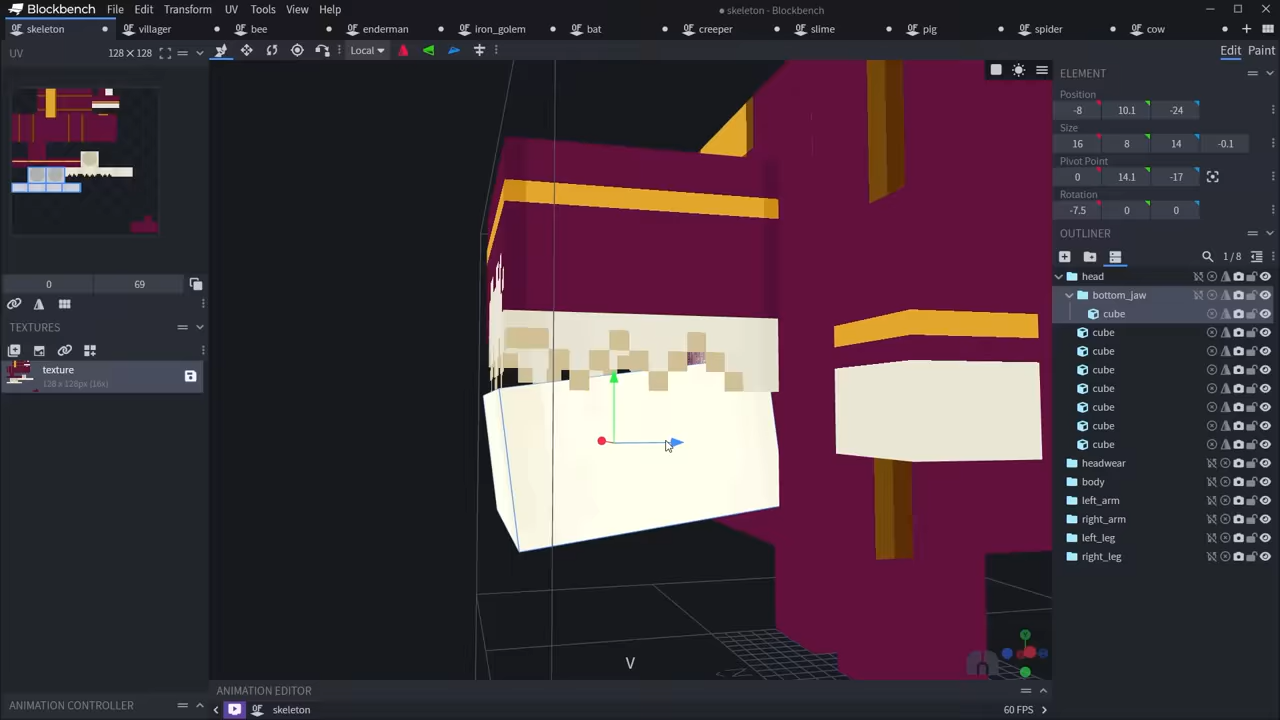 Blockbench File Edit Transform UV Tools View Help skeleton - Blockbench
skeleton villager bee enderman iron_golem bat creeper slime pig spider cow
UV 128 × 128 Local Edit Paint
ELEMENT
Position
-8 10.1 -24
Size
16 8 14 -0.1
Pivot Point
0 14.1 -17
Rotation
-7.5 0 0
OUTLINER
1/8
head
bottom_jaw
cube
cube
cube
cube
cube
cube
cube
cube
headwear
body
left_arm
right_arm
left_leg
right_leg
0 69
TEXTURES
texture
128 x 128px (16x)
V
ANIMATION CONTROLLER
ANIMATION EDITOR
skeleton 60 FPS